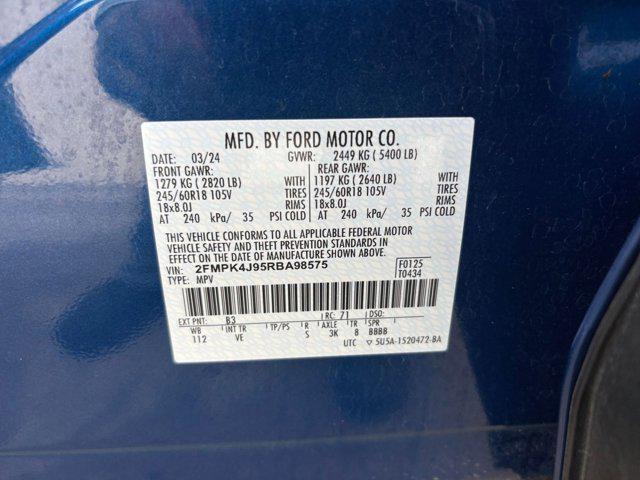 MFD. BY FORD MOTOR CO.
DATE: 03/24 GVWR: 2449 KG ( 5400 LB)
FRONT GAWR: REAR GAWR:
1279 KG ( 2820 LB) WITH 1197 KG ( 2640 LB) WITH
245/60R18 105V TIRES 245/60R18 105V TIRES
18x8.0J RIMS 18x8.0J RIMS
AT 240 kPa/ 35 PSI COLD AT 240 kPa/ 35 PSI COLD
THIS VEHICLE CONFORMS TO ALL APPLICABLE FEDERAL MOTOR
VEHICLE SAFETY AND THEFT PREVENTION STANDARDS IN
EFFECT ON THE DATE OF MANUFACTURE SHOWN ABOVE.
VIN: 2FMPK4J95RBA98575 F0125
TYPE: MPV T0434
EXT PNT: B3 RC: 71 DSO:
WB INT TR TP/PS R AXLE TR SPR
112 VE S 3K 8 BBBB
UTC ▽ 5U5A-1520472-BA